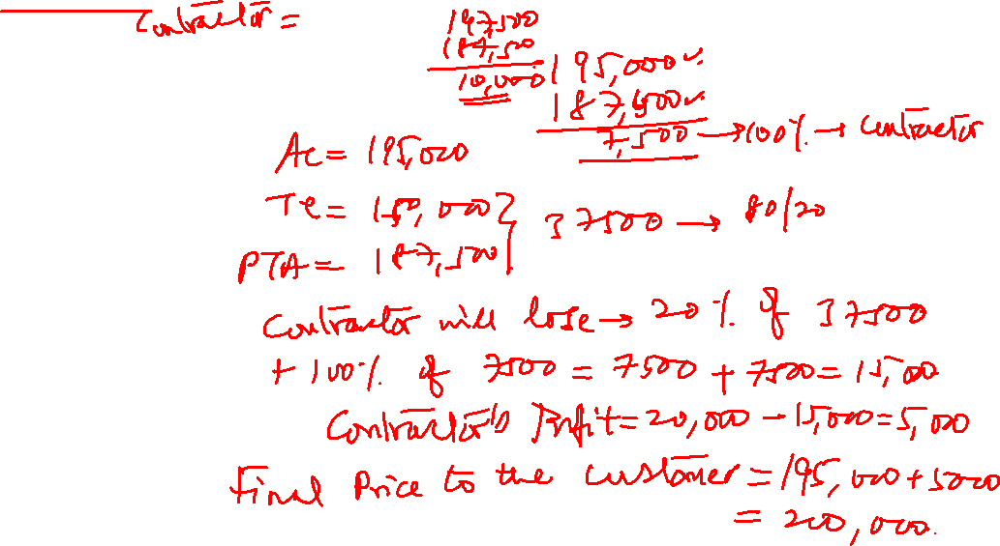 Contractor =
197,500
187,500
10,000
195,000 ✓
187,500 ✓
7,500 → 100% → Contractor
AC = 195,000
TC = 150,000 } 37500 → 80/20
PTA = 187,500
Contractor will lose → 20% of 37500
+ 100% of 7500 = 7500 + 7500 = 15,000
Contractor's Profit = 20,000 - 15,000 = 5,000
Final Price to the customer = 195,000 + 5000
= 200,000.